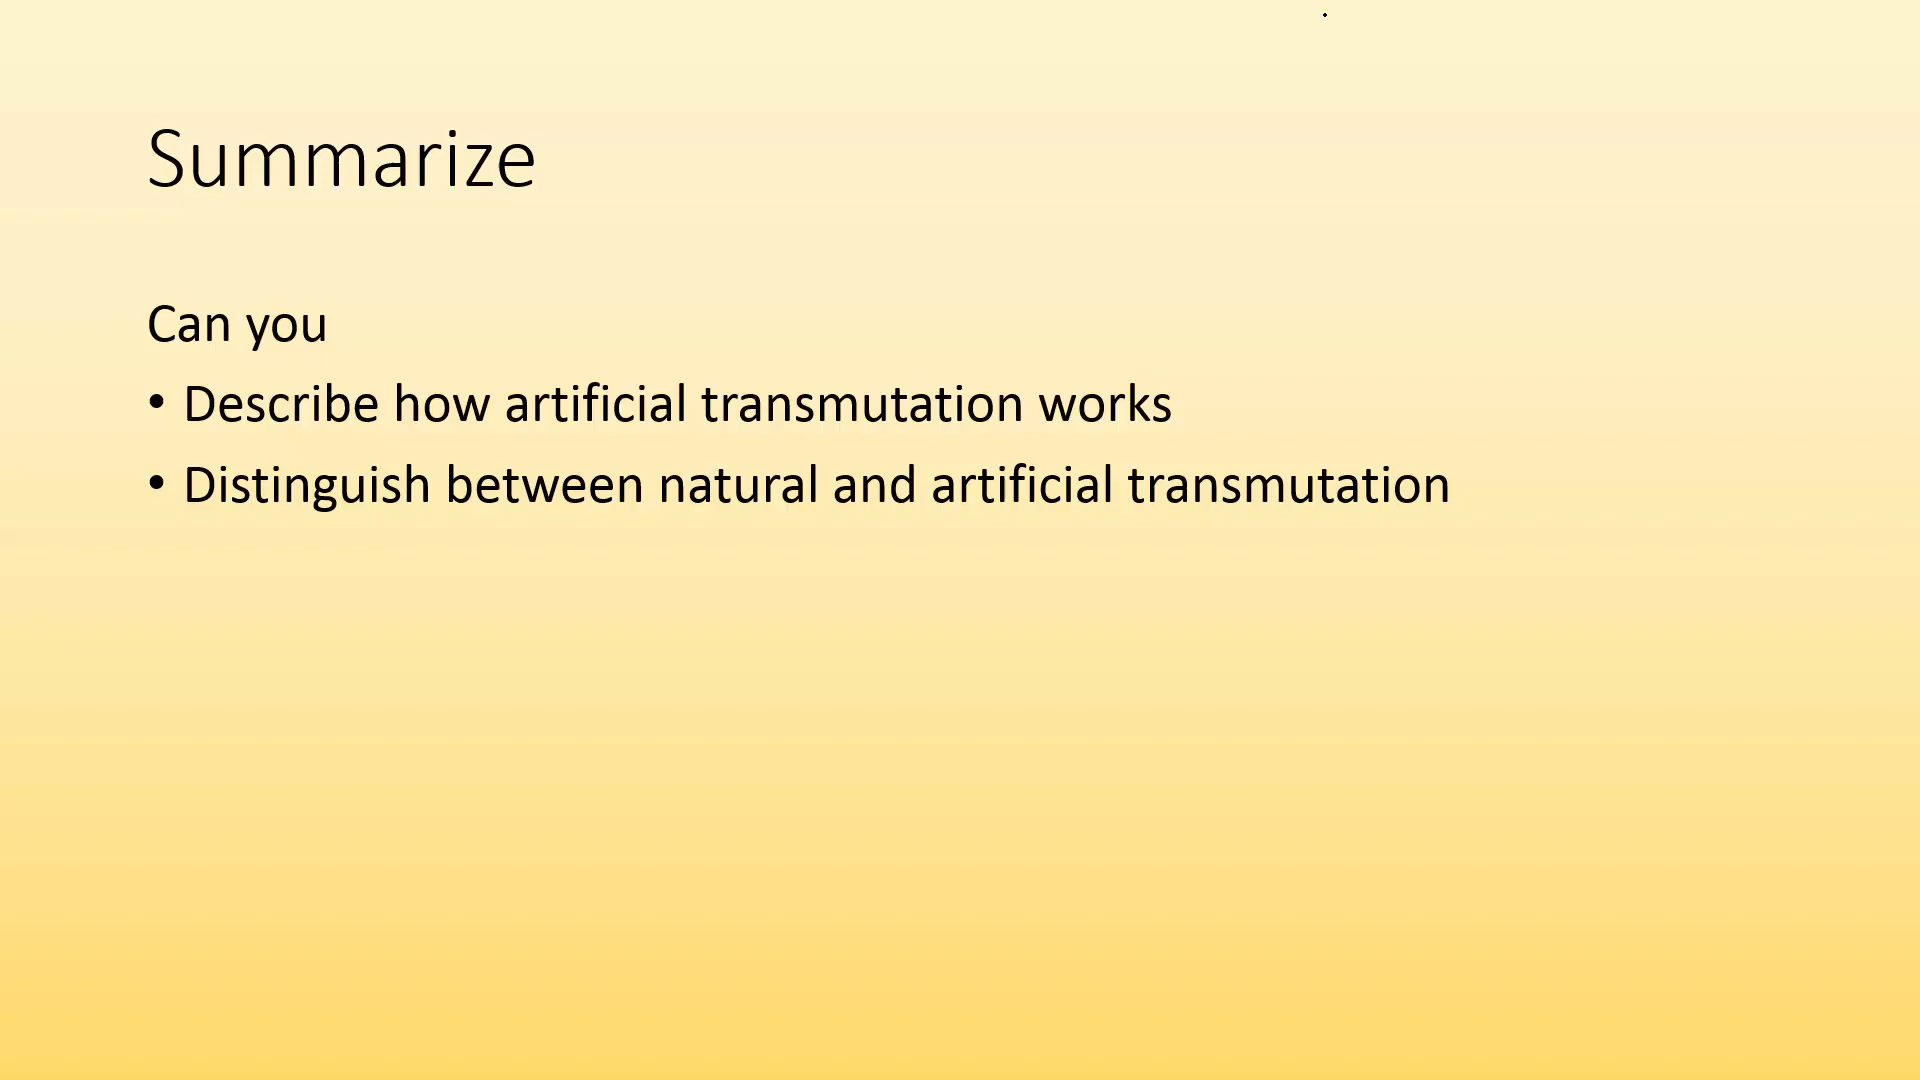 Summarize
Can you
• Describe how artificial transmutation works
• Distinguish between natural and artificial transmutation